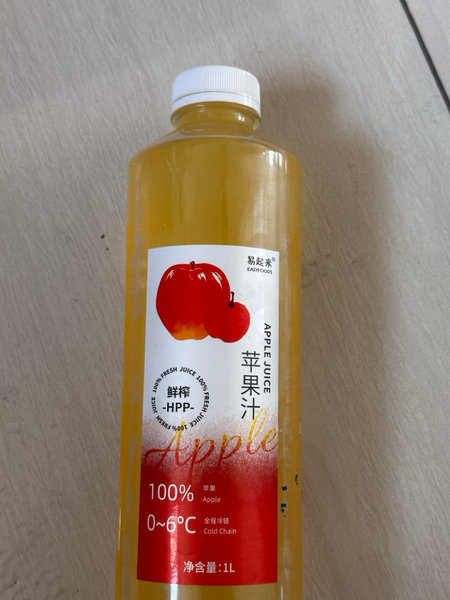 易起来®
EASYFOODS
APPLE JUICE
苹果汁
100% FRESH JUICE 100% FRESH JUICE 100% FRESH JUICE
鲜榨
-HPP-
Apple
100%
苹果
Apple
0~6°C
全程冷链
Cold Chain
净含量:1L